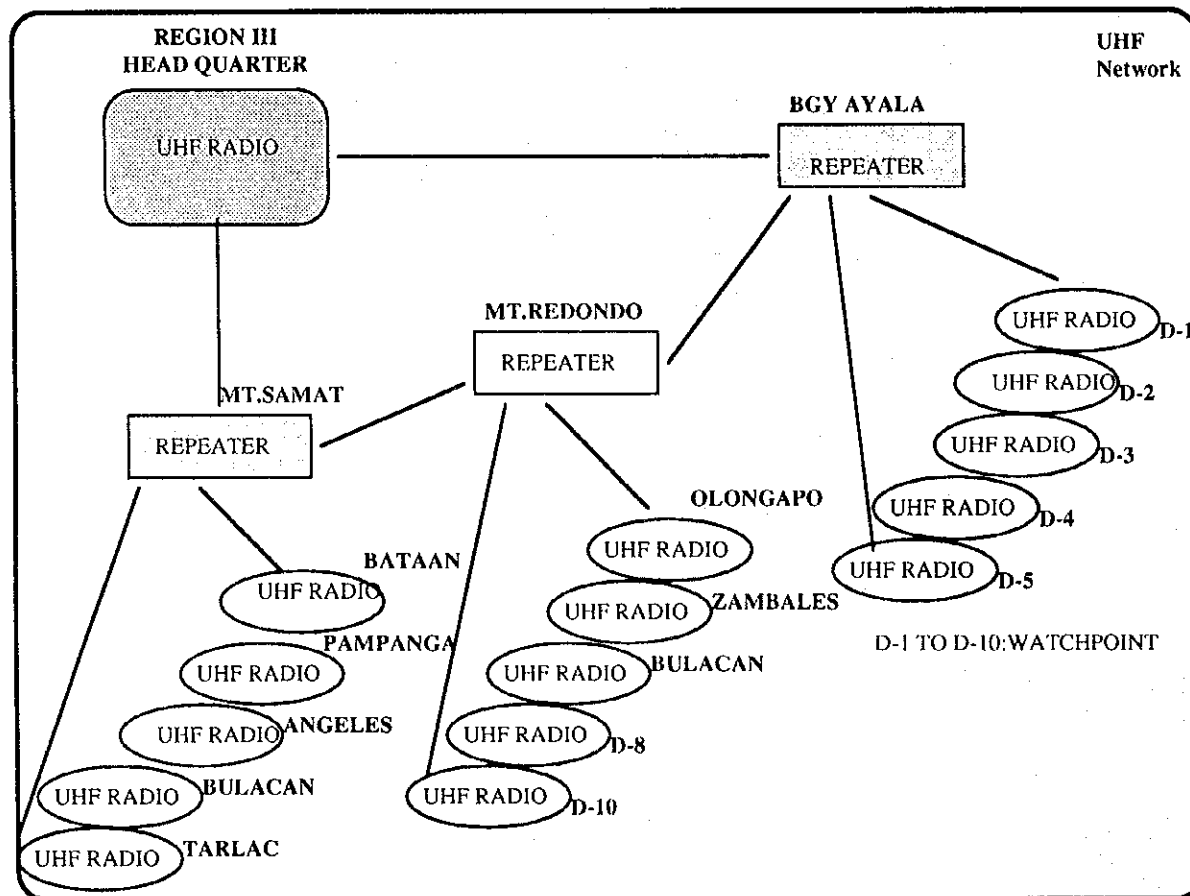 REGION III
HEAD QUARTER
UHF
Network
UHF RADIO
BGY AYALA
REPEATER
MT.REDONDO
REPEATER
MT.SAMAT
REPEATER
UHF RADIO D-1
UHF RADIO D-2
UHF RADIO D-3
UHF RADIO D-4
UHF RADIO D-5
D-1 TO D-10:WATCHPOINT
OLONGAPO
UHF RADIO
UHF RADIO ZAMBALES
UHF RADIO BULACAN
UHF RADIO D-8
UHF RADIO D-10
BATAAN
UHF RADIO
PAMPANGA
UHF RADIO
UHF RADIO ANGELES
UHF RADIO BULACAN
UHF RADIO TARLAC